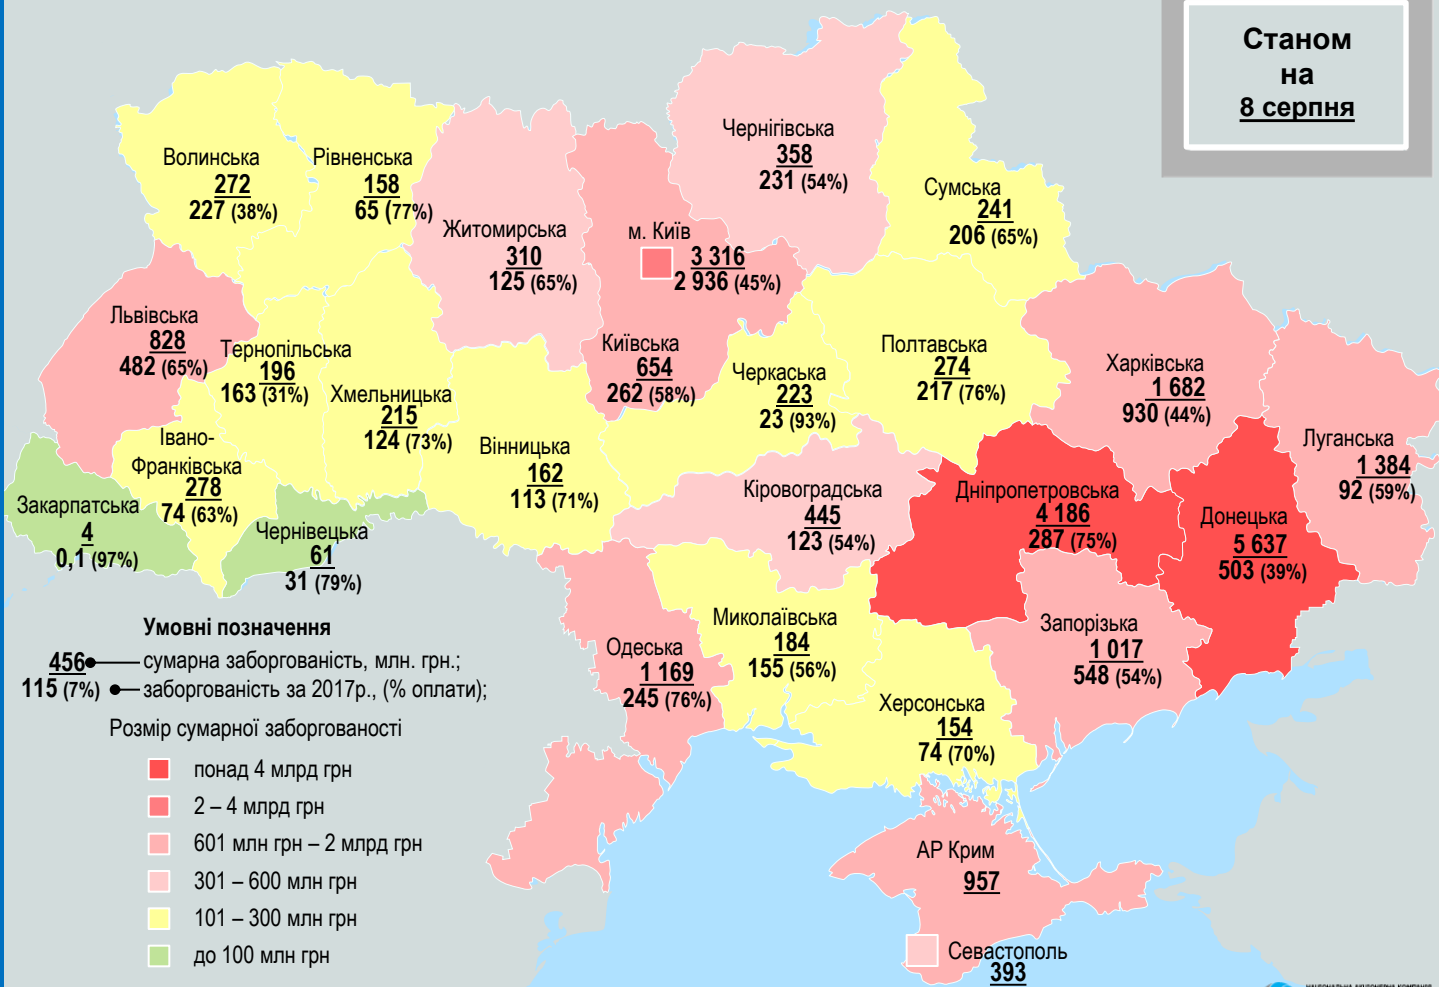 Станом
на
8 серпня
Чернігівська
358
231 (54%)
Волинська
272
227 (38%)
Рівненська
158
65 (77%)
Сумська
241
206 (65%)
Житомирська
310
125 (65%)
м. Київ
3 316
2 936 (45%)
Львівська
828
482 (65%)
Тернопільська
196
163 (31%)
Хмельницька
215
124 (73%)
Київська
654
262 (58%)
Черкаська
223
23 (93%)
Полтавська
274
217 (76%)
Харківська
1 682
930 (44%)
Луганська
1 384
92 (59%)
Івано-
Франківська
278
74 (63%)
Вінницька
162
113 (71%)
Закарпатська
4
0,1 (97%)
Чернівецька
61
31 (79%)
Кіровоградська
445
123 (54%)
Дніпропетровська
4 186
287 (75%)
Донецька
5 637
503 (39%)
Миколаївська
184
155 (56%)
Запорізька
1 017
548 (54%)
Одеська
1 169
245 (76%)
Херсонська
154
74 (70%)
АР Крим
957
Севастополь
393
Умовні позначення
456 сумарна заборгованість, млн. грн.;
115 (7%) заборгованість за 2017р., (% оплати);
Розмір сумарної заборгованості
понад 4 млрд грн
2 – 4 млрд грн
601 млн грн – 2 млрд грн
301 – 600 млн грн
101 – 300 млн грн
до 100 млн грн